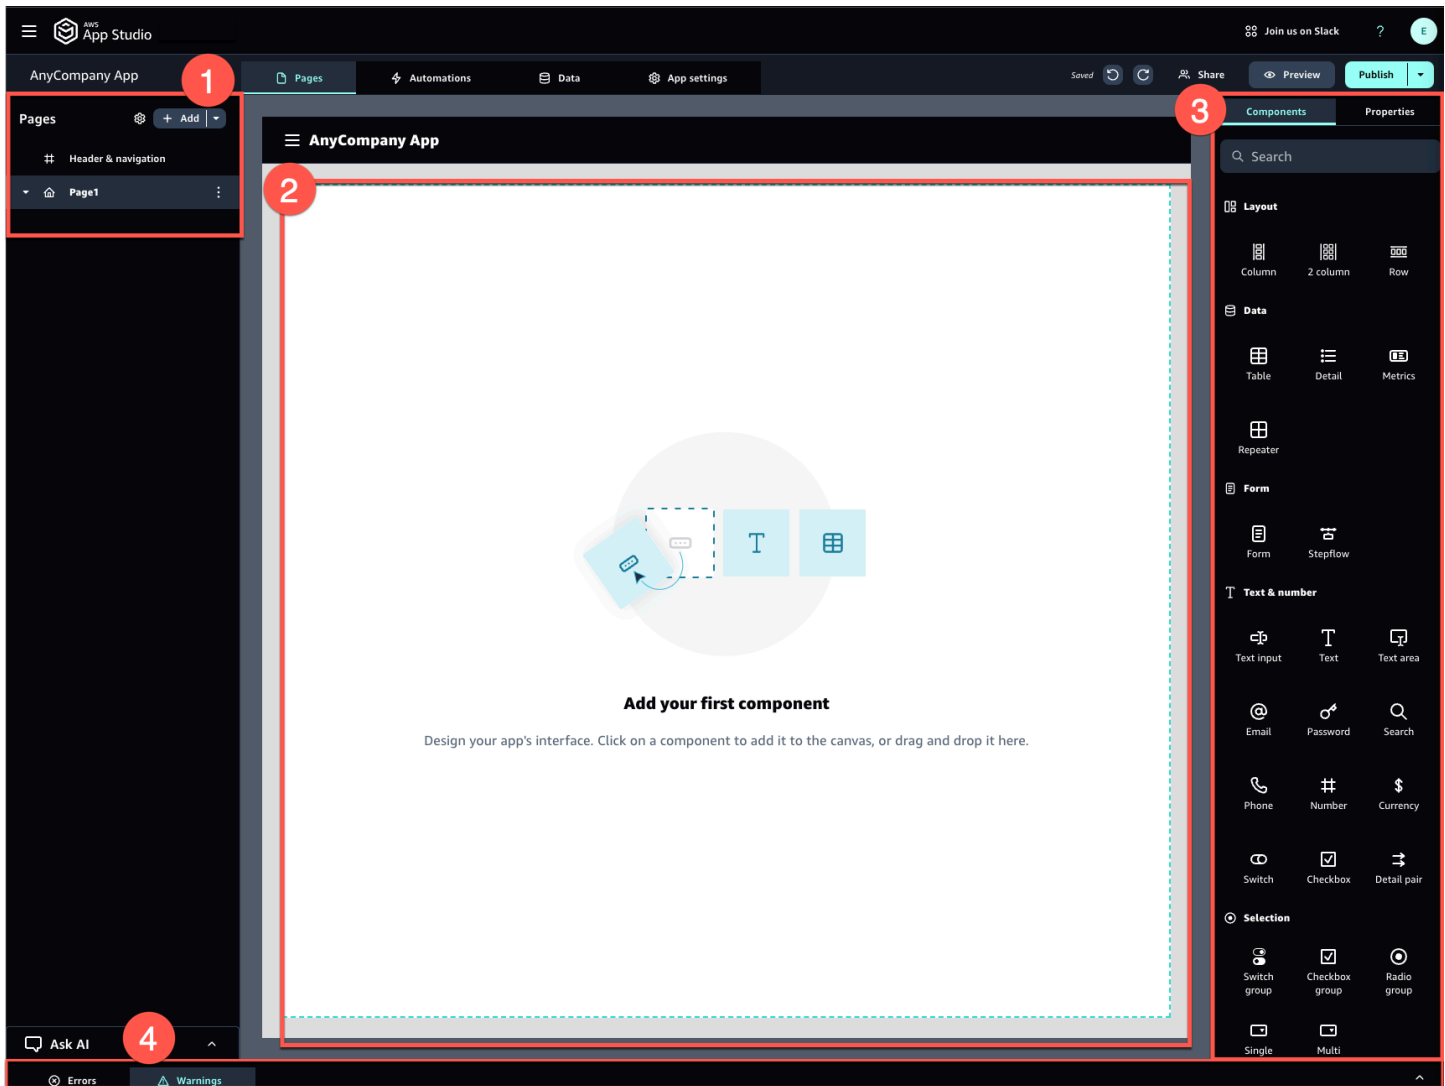 AWS
App Studio
Join us on Slack
?
E
AnyCompany App
1
Pages
Automations
Data
App settings
Saved
Share
Preview
Publish
Pages
+ Add
Header & navigation
Page1
AnyCompany App
2
Add your first component
Design your app's interface. Click on a component to add it to the canvas, or drag and drop it here.
3
Components
Properties
Search
Layout
Column
2 column
Row
Data
Table
Detail
Metrics
Repeater
Form
Form
Stepflow
Text & number
Text input
Text
Text area
Email
Password
Search
Phone
Number
Currency
Switch
Checkbox
Detail pair
Selection
Switch
group
Checkbox
group
Radio
group
Single
Multi
Ask AI
4
Errors
Warnings